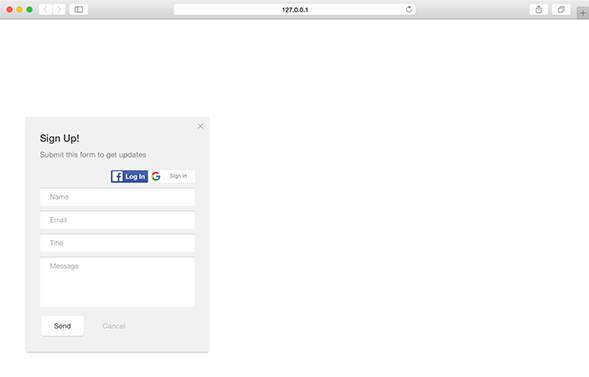 127.0.0.1
Sign Up!
Submit this form to get updates
f Log In Sign in
Name
Email
Title
Message
Send Cancel